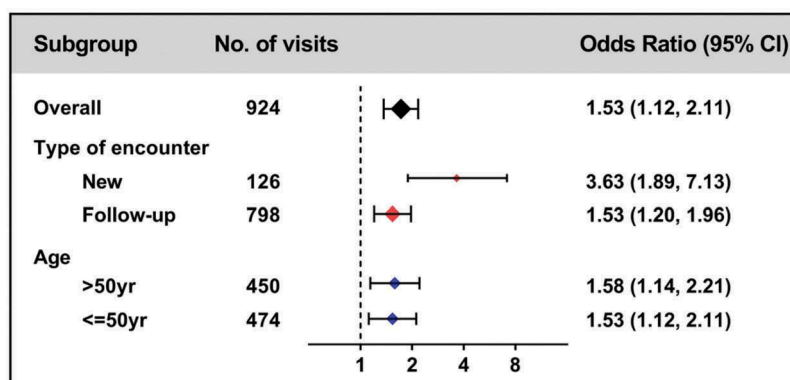 Subgroup No. of visits Odds Ratio (95% CI)
Overall 924 1.53 (1.12, 2.11)
Type of encounter
New 126 3.63 (1.89, 7.13)
Follow-up 798 1.53 (1.20, 1.96)
Age
>50yr 450 1.58 (1.14, 2.21)
<=50yr 474 1.53 (1.12, 2.11)
1 2 4 8